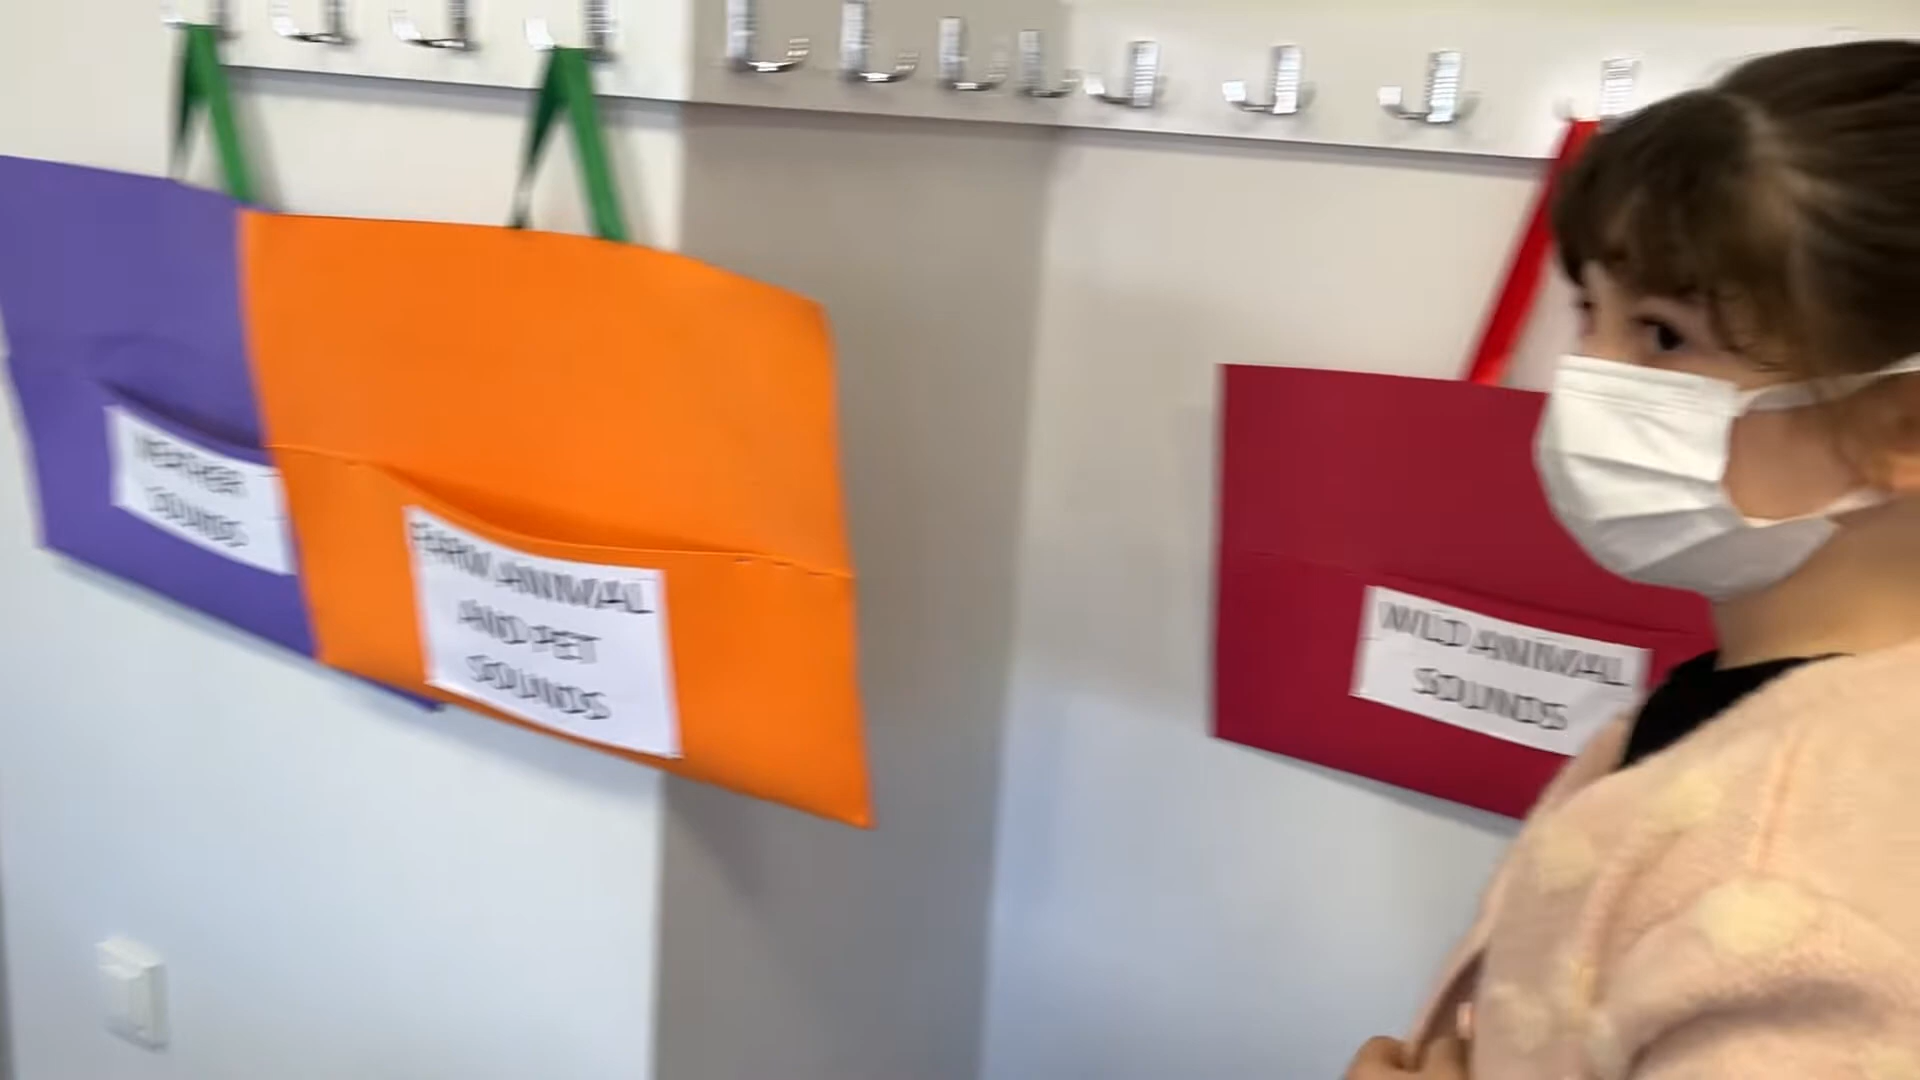 WEATHER
SOUNDS
FARM ANIMAL
AND PET
SOUNDS
WILD ANIMAL
SOUNDS